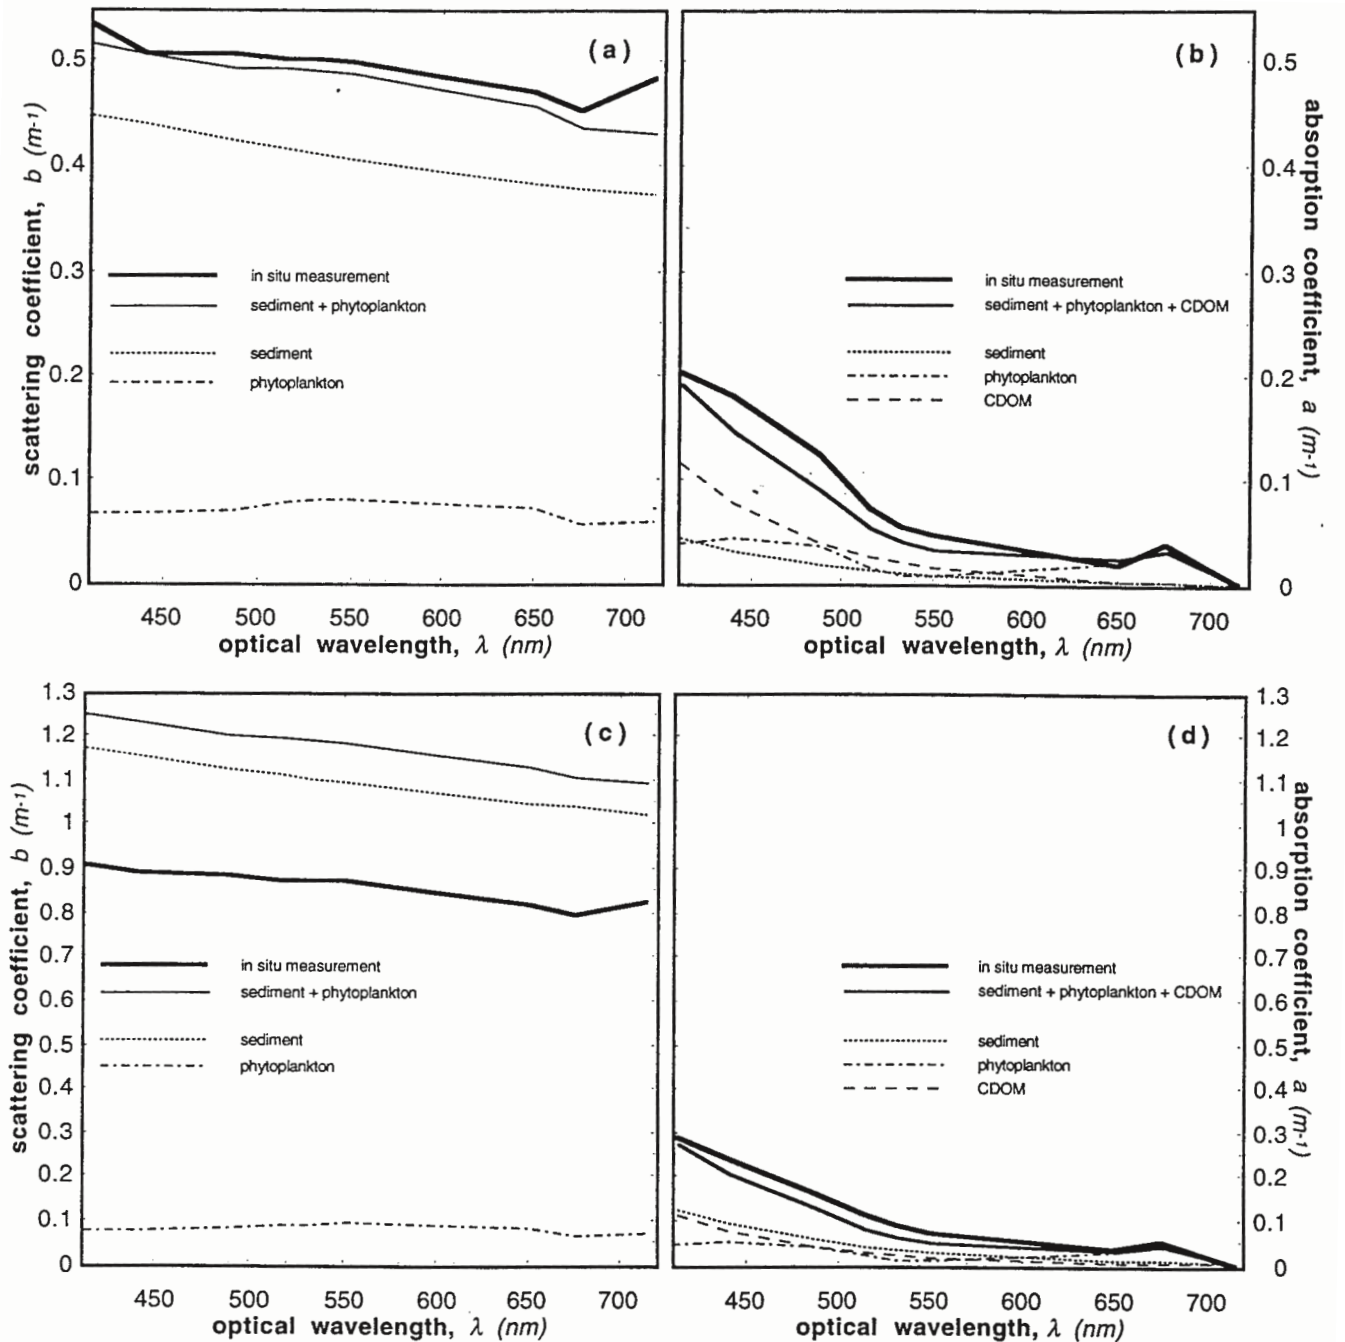 (a)
0.5
0.4
0.3
0.2
0.1
0
scattering coefficient, b (m-1)
in situ measurement
sediment + phytoplankton
sediment
phytoplankton
450 500 550 600 650 700
optical wavelength, λ (nm)
(b)
0.5
0.4
0.3
0.2
0.1
0
absorption coefficient, a (m-1)
in situ measurement
sediment + phytoplankton + CDOM
sediment
phytoplankton
CDOM
450 500 550 600 650 700
optical wavelength, λ (nm)
(c)
1.3
1.2
1.1
1
0.9
0.8
0.7
0.6
0.5
0.4
0.3
0.2
0.1
0
scattering coefficient, b (m-1)
in situ measurement
sediment + phytoplankton
sediment
phytoplankton
450 500 550 600 650 700
optical wavelength, λ (nm)
(d)
1.3
1.2
1.1
1
0.9
0.8
0.7
0.6
0.5
0.4
0.3
0.2
0.1
0
absorption coefficient, a (m-1)
in situ measurement
sediment + phytoplankton + CDOM
sediment
phytoplankton
CDOM
450 500 550 600 650 700
optical wavelength, λ (nm)